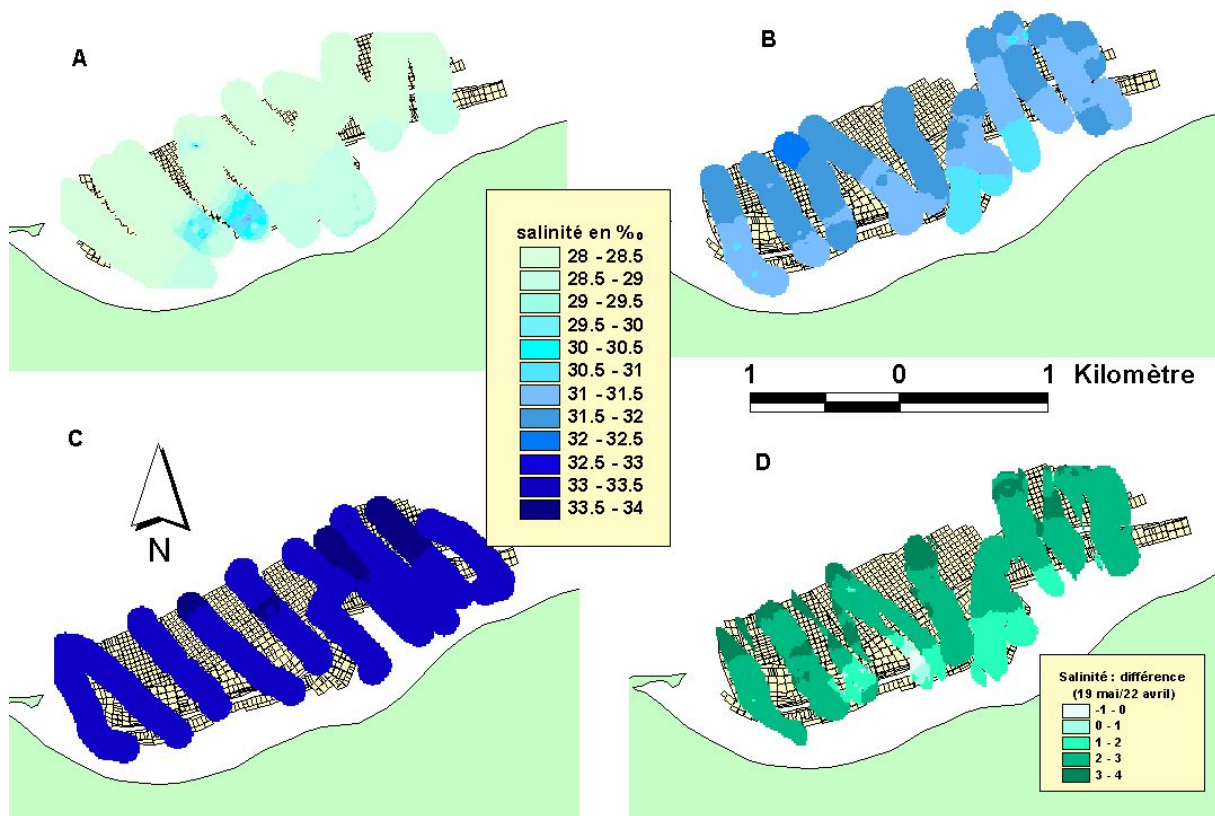 A
B
salinité en ‰
28 - 28.5
28.5 - 29
29 - 29.5
29.5 - 30
30 - 30.5
30.5 - 31
31 - 31.5
31.5 - 32
32 - 32.5
32.5 - 33
33 - 33.5
33.5 - 34
1 0 1 Kilomètre
C
N
D
Salinité : différence
(19 mai/22 avril)
-1 - 0
0 - 1
1 - 2
2 - 3
3 - 4